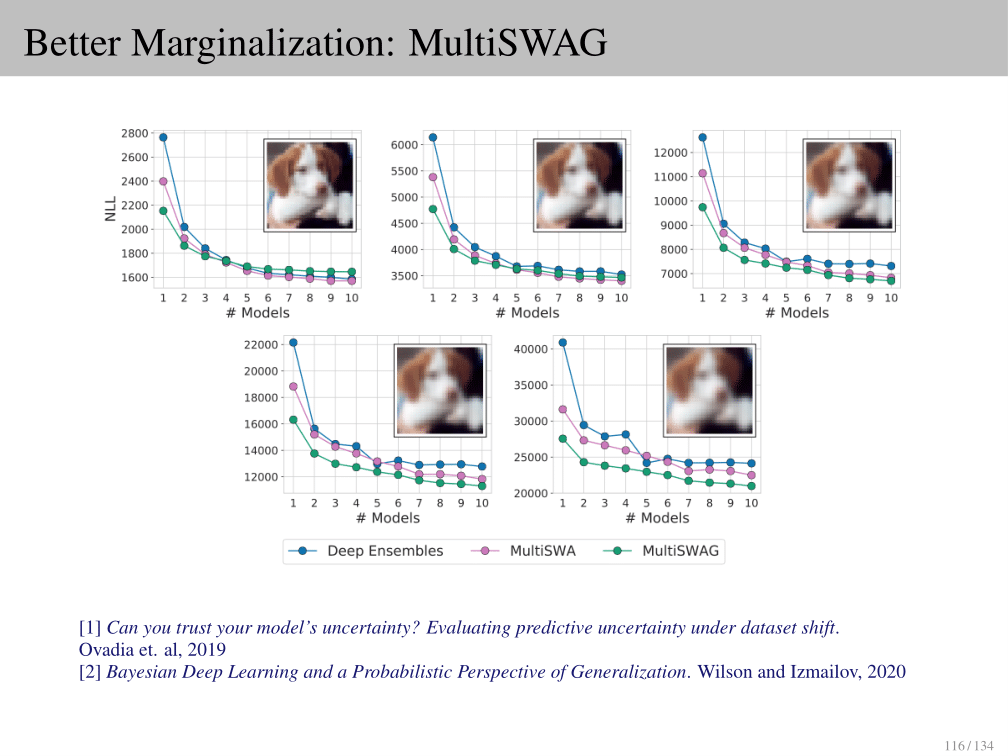 Better Marginalization: MultiSWAG
NLL
2800
2600
2400
2200
2000
1800
1600
1 2 3 4 5 6 7 8 9 10
# Models
6000
5500
5000
4500
4000
3500
1 2 3 4 5 6 7 8 9 10
# Models
12000
11000
10000
9000
8000
7000
1 2 3 4 5 6 7 8 9 10
# Models
22000
20000
18000
16000
14000
12000
1 2 3 4 5 6 7 8 9 10
# Models
40000
35000
30000
25000
20000
1 2 3 4 5 6 7 8 9 10
# Models
Deep Ensembles MultiSWA MultiSWAG
[1] Can you trust your model's uncertainty? Evaluating predictive uncertainty under dataset shift.
Ovadia et. al, 2019
[2] Bayesian Deep Learning and a Probabilistic Perspective of Generalization. Wilson and Izmailov, 2020
116 / 134